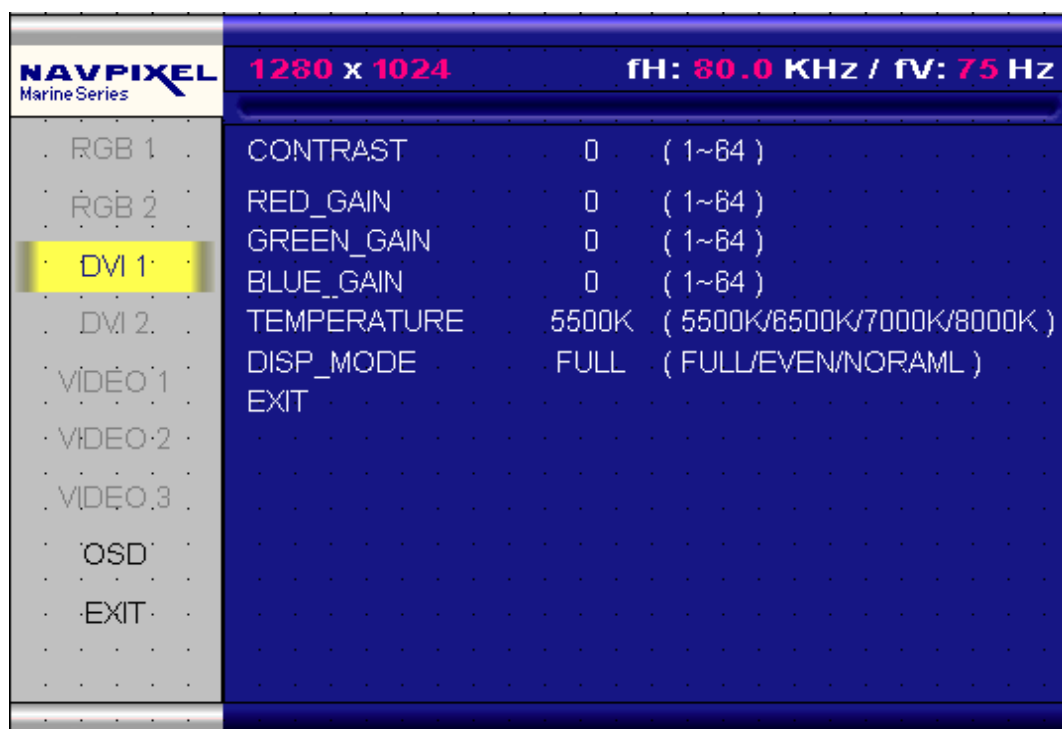 NAVPIXEL
Marine Series
1280 x 1024 fH: 80.0 KHz / fV: 75 Hz
RGB 1
RGB 2
DVI 1
DVI 2
VIDEO 1
VIDEO 2
VIDEO 3
OSD
EXIT
CONTRAST 0 ( 1~64 )
RED_GAIN 0 ( 1~64 )
GREEN_GAIN 0 ( 1~64 )
BLUE_GAIN 0 ( 1~64 )
TEMPERATURE 5500K ( 5500K/6500K/7000K/8000K )
DISP_MODE FULL ( FULL/EVEN/NORAML )
EXIT